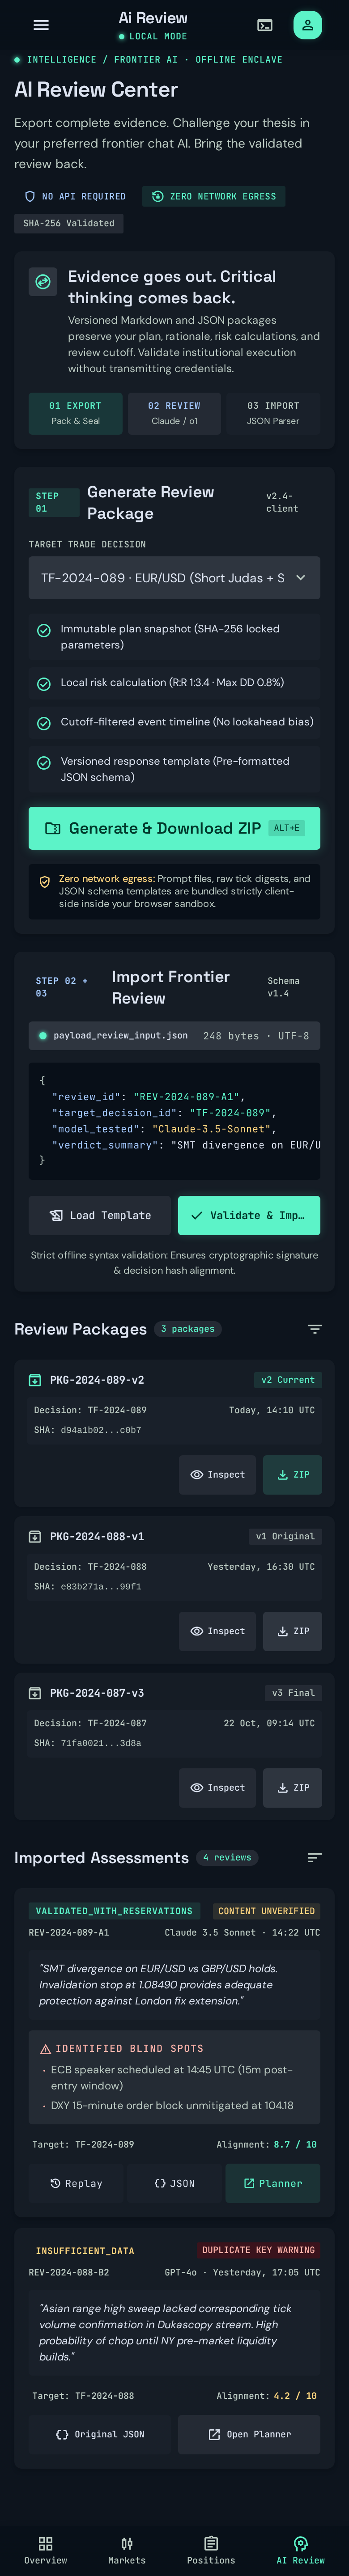 Ai Review
LOCAL MODE
INTELLIGENCE / FRONTIER AI · OFFLINE ENCLAVE
AI Review Center
Export complete evidence. Challenge your thesis in
your preferred frontier chat AI. Bring the validated
review back.
NO API REQUIRED
ZERO NETWORK EGRESS
SHA-256 Validated
Evidence goes out. Critical
thinking comes back.
Versioned Markdown and JSON packages
preserve your plan, rationale, risk calculations, and
review cutoff. Validate institutional execution
without transmitting credentials.
01 EXPORT
Pack & Seal
02 REVIEW
Claude / o1
03 IMPORT
JSON Parser
STEP
01
Generate Review
Package
v2.4-
client
TARGET TRADE DECISION
TF-2024-089 · EUR/USD (Short Judas + S
Immutable plan snapshot (SHA-256 locked
parameters)
Local risk calculation (R:R 1:3.4 · Max DD 0.8%)
Cutoff-filtered event timeline (No lookahead bias)
Versioned response template (Pre-formatted
JSON schema)
Generate & Download ZIP ALT+E
Zero network egress: Prompt files, raw tick digests, and
JSON schema templates are bundled strictly client-
side inside your browser sandbox.
STEP 02 +
03
Import Frontier
Review
Schema
v1.4
payload_review_input.json 248 bytes · UTF-8
{
"review_id": "REV-2024-089-A1",
"target_decision_id": "TF-2024-089",
"model_tested": "Claude-3.5-Sonnet",
"verdict_summary": "SMT divergence on EUR/U
}
Load Template
Validate & Imp…
Strict offline syntax validation: Ensures cryptographic signature
& decision hash alignment.
Review Packages 3 packages
PKG-2024-089-v2 v2 Current
Decision: TF-2024-089 Today, 14:10 UTC
SHA: d94a1b02...c0b7
Inspect ZIP
PKG-2024-088-v1 v1 Original
Decision: TF-2024-088 Yesterday, 16:30 UTC
SHA: e83b271a...99f1
Inspect ZIP
PKG-2024-087-v3 v3 Final
Decision: TF-2024-087 22 Oct, 09:14 UTC
SHA: 71fa0021...3d8a
Inspect ZIP
Imported Assessments 4 reviews
VALIDATED_WITH_RESERVATIONS CONTENT UNVERIFIED
REV-2024-089-A1 Claude 3.5 Sonnet · 14:22 UTC
"SMT divergence on EUR/USD vs GBP/USD holds.
Invalidation stop at 1.08490 provides adequate
protection against London fix extension."
IDENTIFIED BLIND SPOTS
· ECB speaker scheduled at 14:45 UTC (15m post-
entry window)
· DXY 15-minute order block unmitigated at 104.18
Target: TF-2024-089 Alignment: 8.7 / 10
Replay JSON Planner
INSUFFICIENT_DATA DUPLICATE KEY WARNING
REV-2024-088-B2 GPT-4o · Yesterday, 17:05 UTC
"Asian range high sweep lacked corresponding tick
volume confirmation in Dukascopy stream. High
probability of chop until NY pre-market liquidity
builds."
Target: TF-2024-088 Alignment: 4.2 / 10
Original JSON Open Planner
Overview Markets Positions AI Review